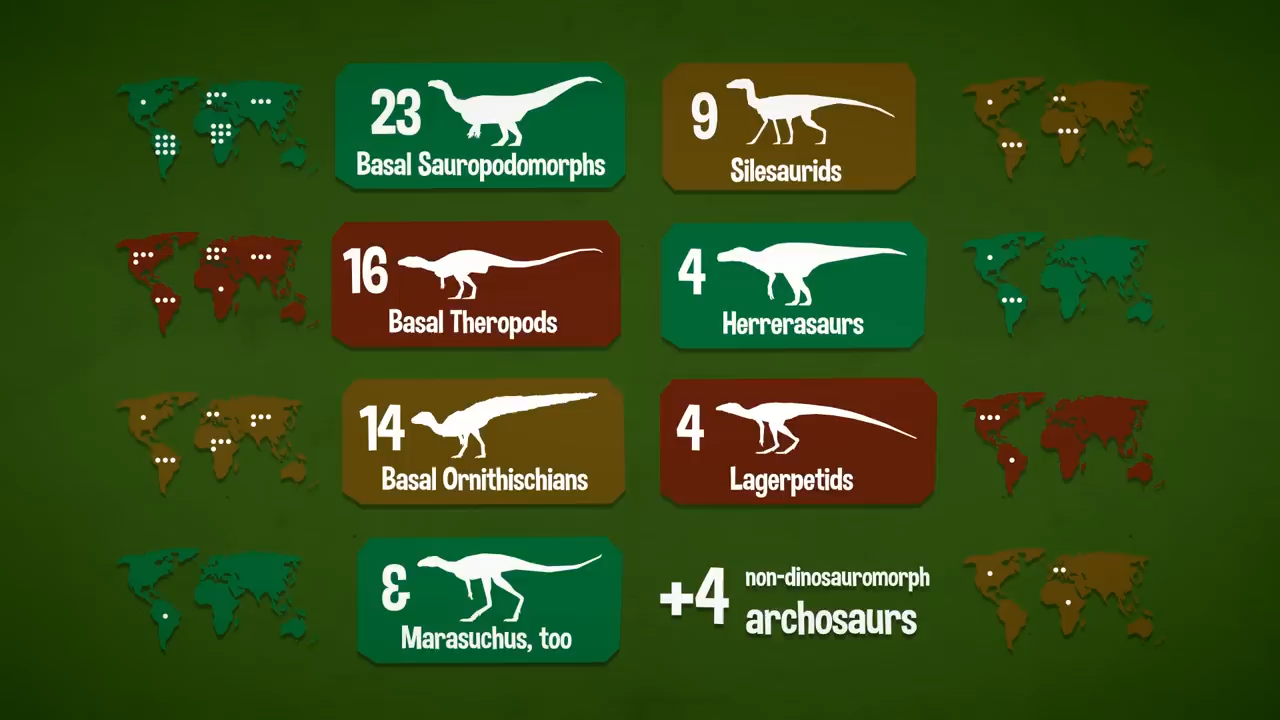 23
Basal Sauropodomorphs
9
Silesaurids
16
Basal Theropods
4
Herrerasaurs
14
Basal Ornithischians
4
Lagerpetids
&
Marasuchus, too
+4 non-dinosauromorph
archosaurs